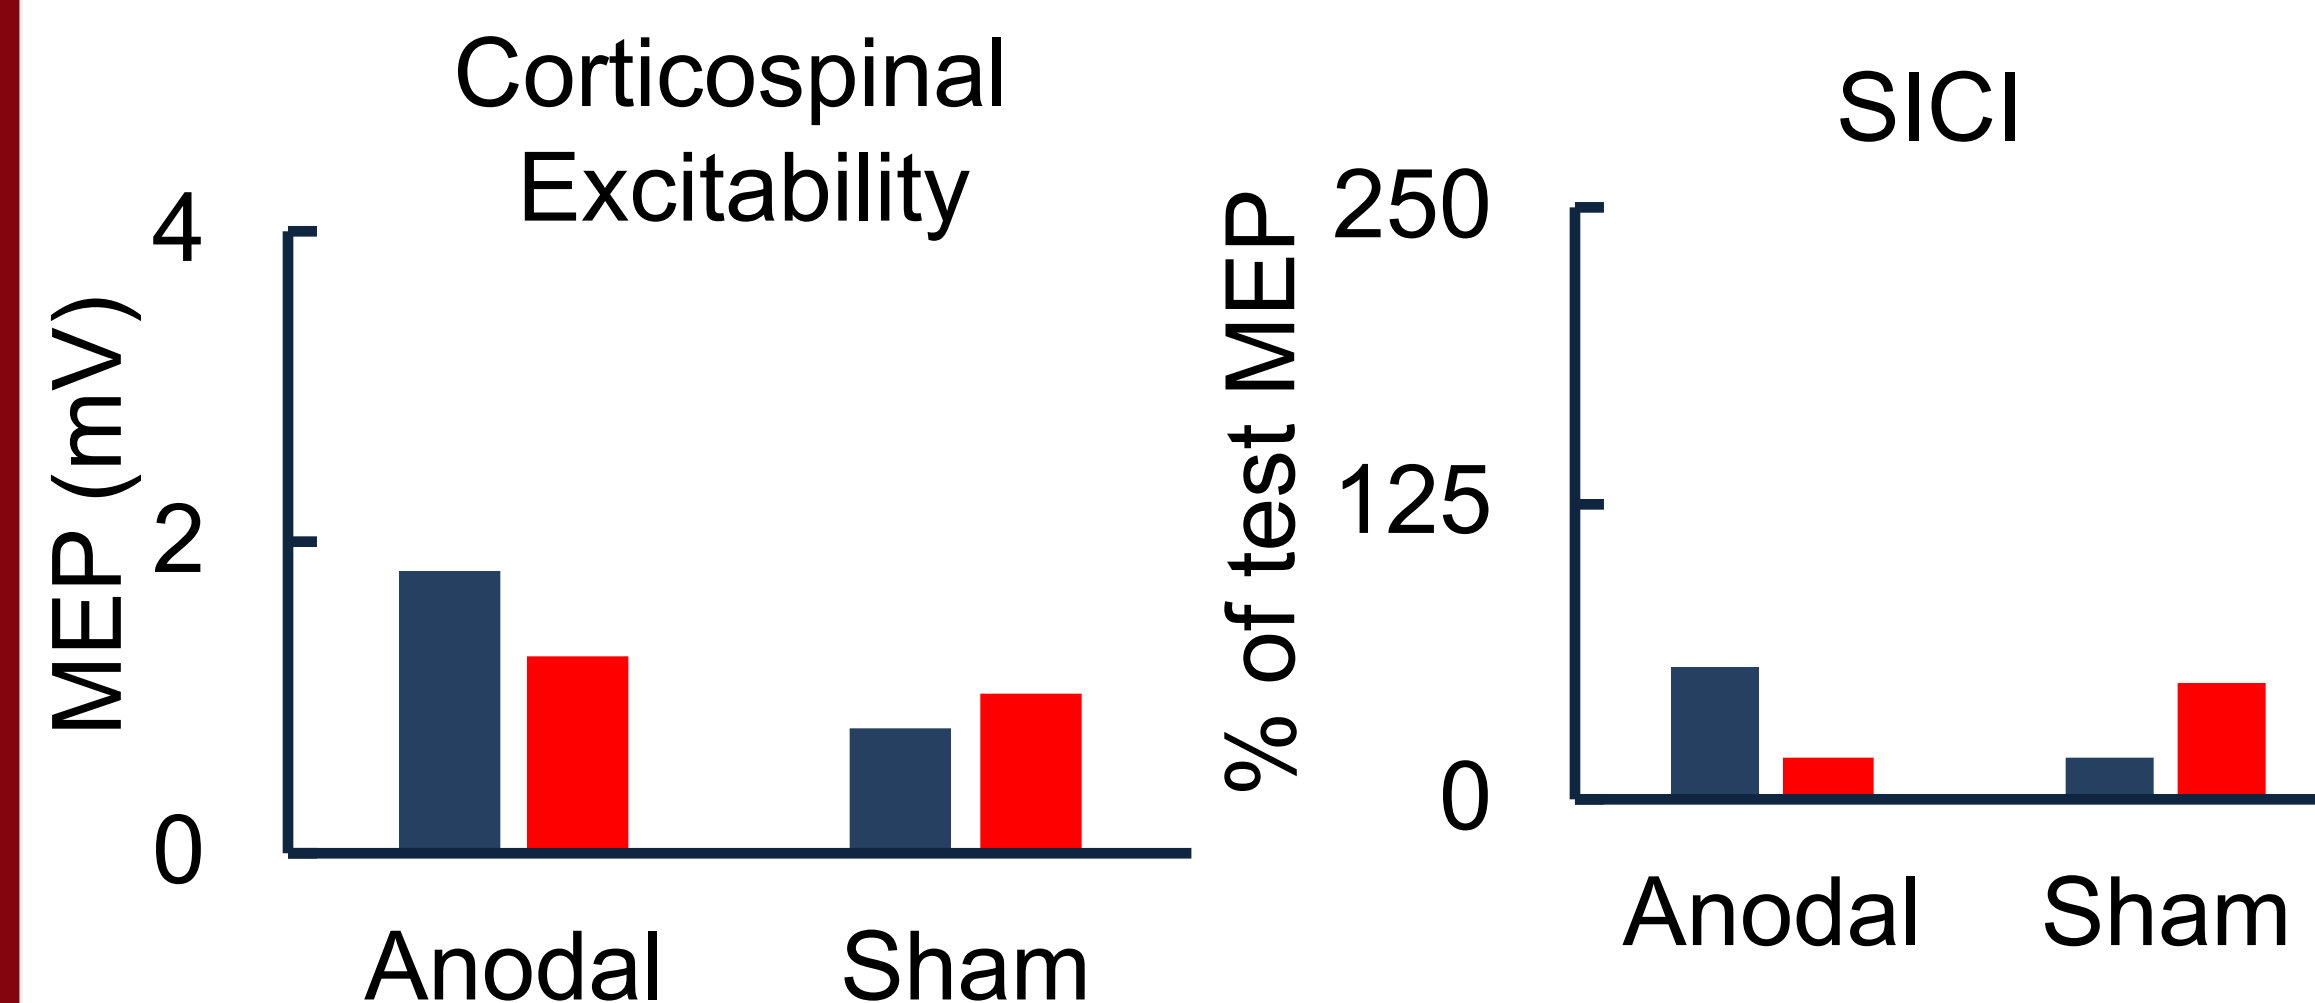 Corticospinal
Excitability
MEP (mV)
4
2
0
Anodal
Sham
SICI
% of test MEP
250
125
0
Anodal
Sham